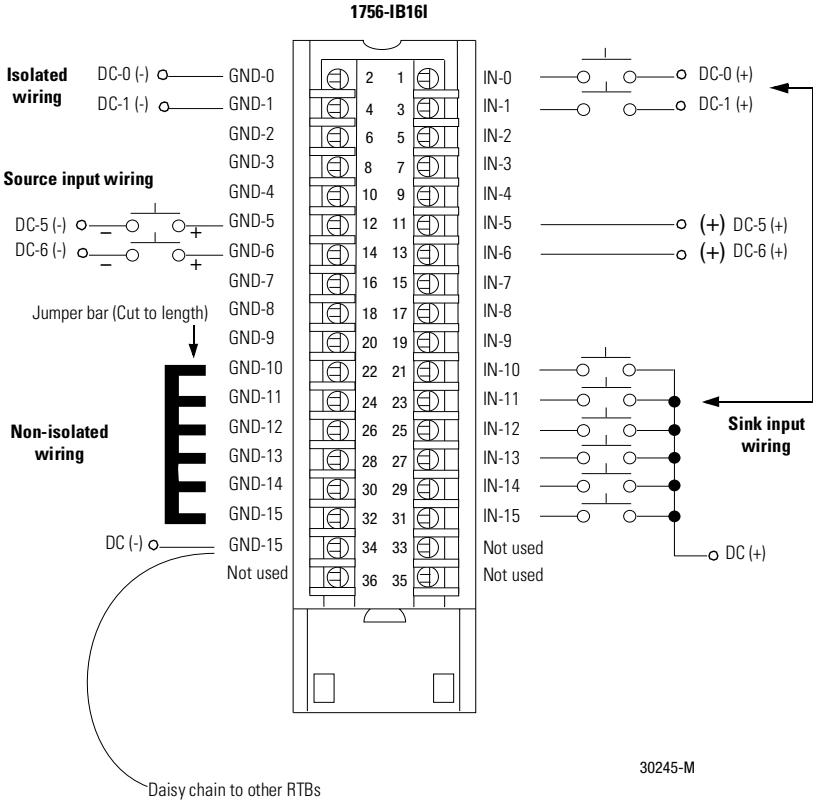 1756-IB16I
Isolated wiring
DC-0 (-)
GND-0
2
1
IN-0
DC-0 (+)
DC-1 (-)
GND-1
4
3
IN-1
DC-1 (+)
GND-2
6
5
IN-2
GND-3
8
7
IN-3
Source input wiring
GND-4
10
9
IN-4
DC-5 (-)
–
+
GND-5
12
11
IN-5
(+) DC-5 (+)
DC-6 (-)
–
+
GND-6
14
13
IN-6
(+) DC-6 (+)
GND-7
16
15
IN-7
Jumper bar (Cut to length)
GND-8
18
17
IN-8
GND-9
20
19
IN-9
GND-10
22
21
IN-10
GND-11
24
23
IN-11
Non-isolated
wiring
GND-12
26
25
IN-12
Sink input
wiring
GND-13
28
27
IN-13
GND-14
30
29
IN-14
GND-15
32
31
IN-15
DC (-)
GND-15
34
33
Not used
DC (+)
Not used
36
35
Not used
30245-M
Daisy chain to other RTBs